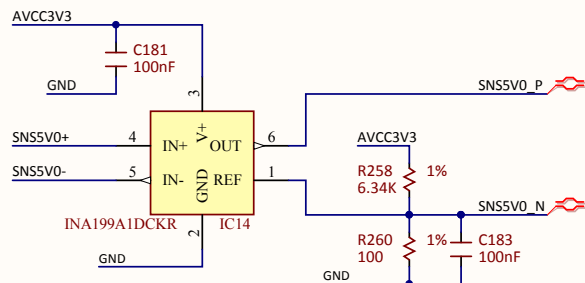 AVCC3V3
C181
100nF
GND
SNS5V0_P
3
V+
SNS5V0+
4
IN+
OUT
6
AVCC3V3
SNS5V0-
5
IN-
GND
REF
1
R258
1%
6.34K
SNS5V0_N
INA199A1DCKR
IC14
2
R260
1%
100
C183
100nF
GND
GND